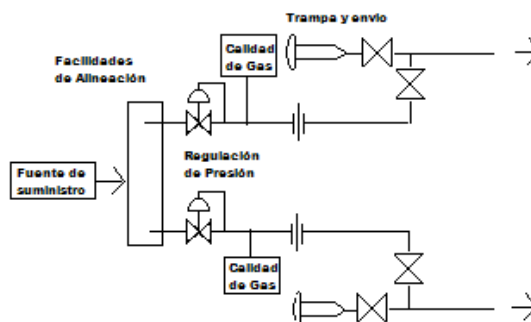 Trampa y envio
Facilidades
de Alineación
Calidad
de Gas
Fuente de
suministro
Regulación
de Presión
Calidad
de Gas